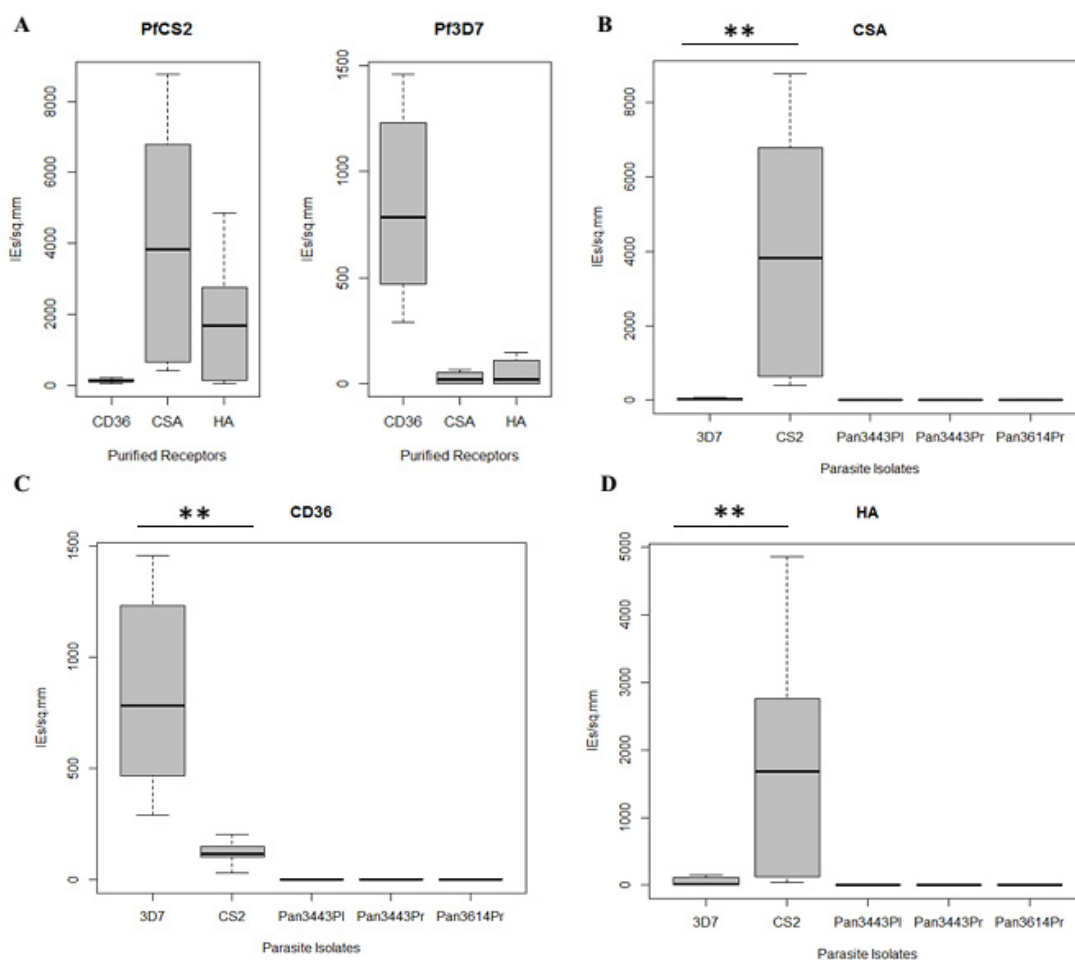 A
PfCS2
IEs/sq.mm
8000
6000
4000
2000
0
CD36 CSA HA
Purified Receptors
Pf3D7
IEs/sq.mm
1500
1000
500
0
CD36 CSA HA
Purified Receptors
B
** CSA
IEs/sq.mm
8000
6000
4000
2000
0
3D7 CS2 Pan3443Pl Pan3443Pr Pan3614Pr
Parasite Isolates
C
** CD36
IEs/sq.mm
1500
1000
500
0
3D7 CS2 Pan3443Pl Pan3443Pr Pan3614Pr
Parasite Isolates
D
** HA
IEs/sq.mm
5000
4000
3000
2000
1000
0
3D7 CS2 Pan3443Pl Pan3443Pr Pan3614Pr
Parasite Isolates